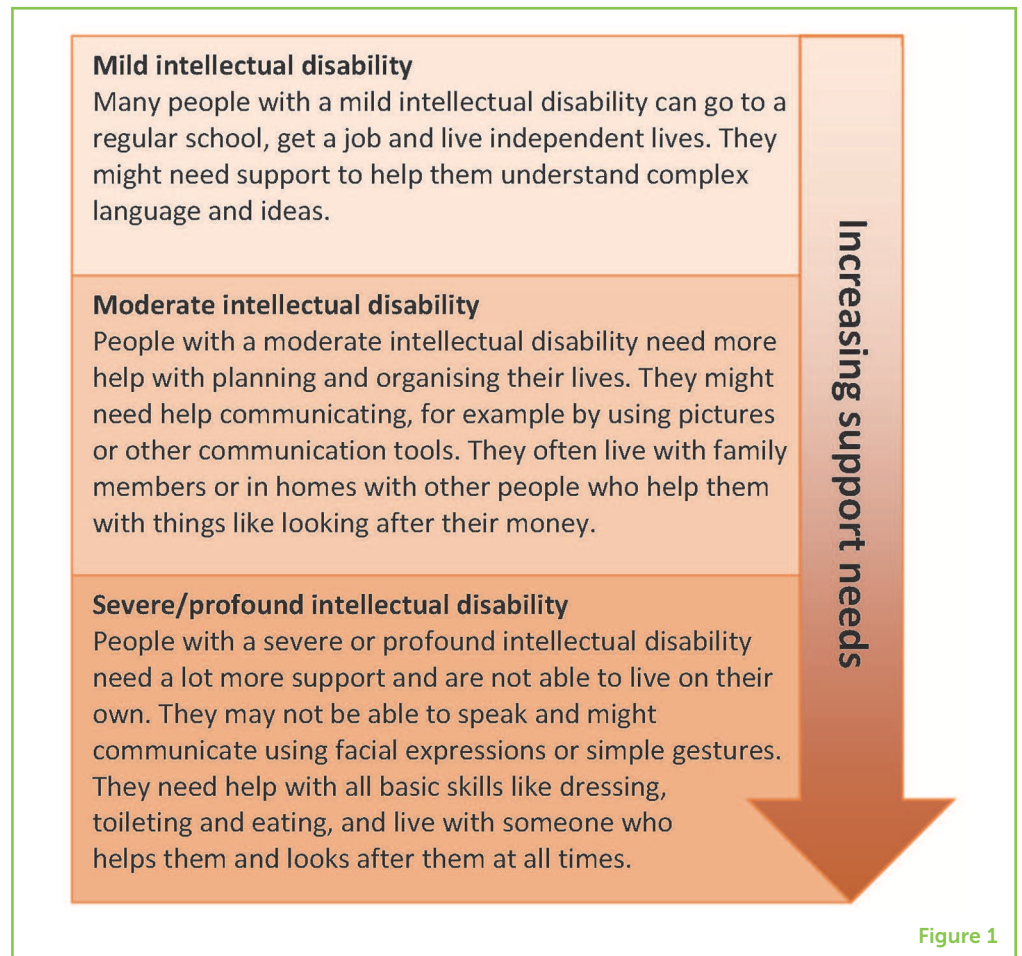 Mild intellectual disability
Many people with a mild intellectual disability can go to a
regular school, get a job and live independent lives. They
might need support to help them understand complex
language and ideas.
Moderate intellectual disability
People with a moderate intellectual disability need more
help with planning and organising their lives. They might
need help communicating, for example by using pictures
or other communication tools. They often live with family
members or in homes with other people who help them
with things like looking after their money.
Severe/profound intellectual disability
People with a severe or profound intellectual disability
need a lot more support and are not able to live on their
own. They may not be able to speak and might
communicate using facial expressions or simple gestures.
They need help with all basic skills like dressing,
toileting and eating, and live with someone who
helps them and looks after them at all times.
Increasing support needs
Figure 1